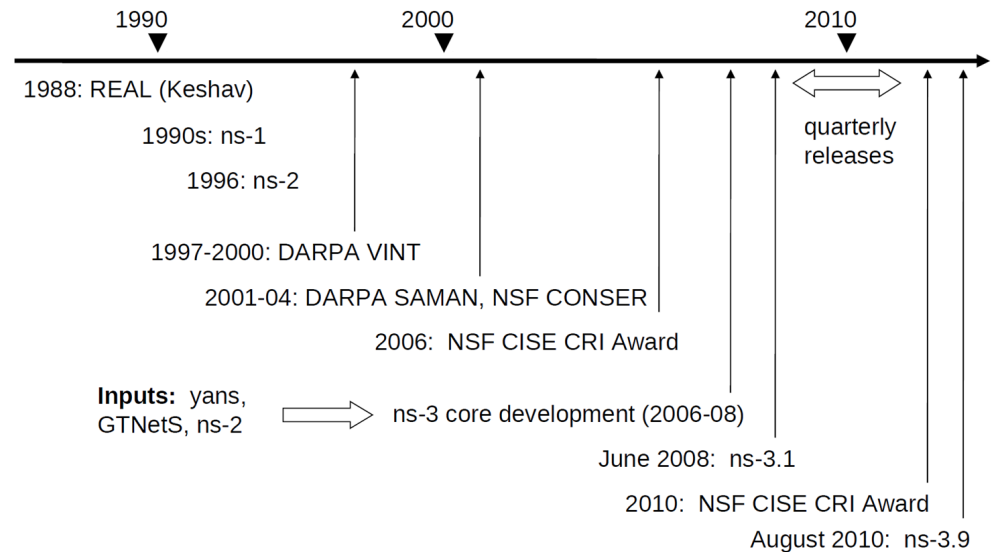 1990
2000
2010
1988: REAL (Keshav)
quarterly
releases
1990s: ns-1
1996: ns-2
1997-2000: DARPA VINT
2001-04: DARPA SAMAN, NSF CONSER
2006: NSF CISE CRI Award
Inputs: yans,
GTNetS, ns-2
ns-3 core development (2006-08)
June 2008: ns-3.1
2010: NSF CISE CRI Award
August 2010: ns-3.9